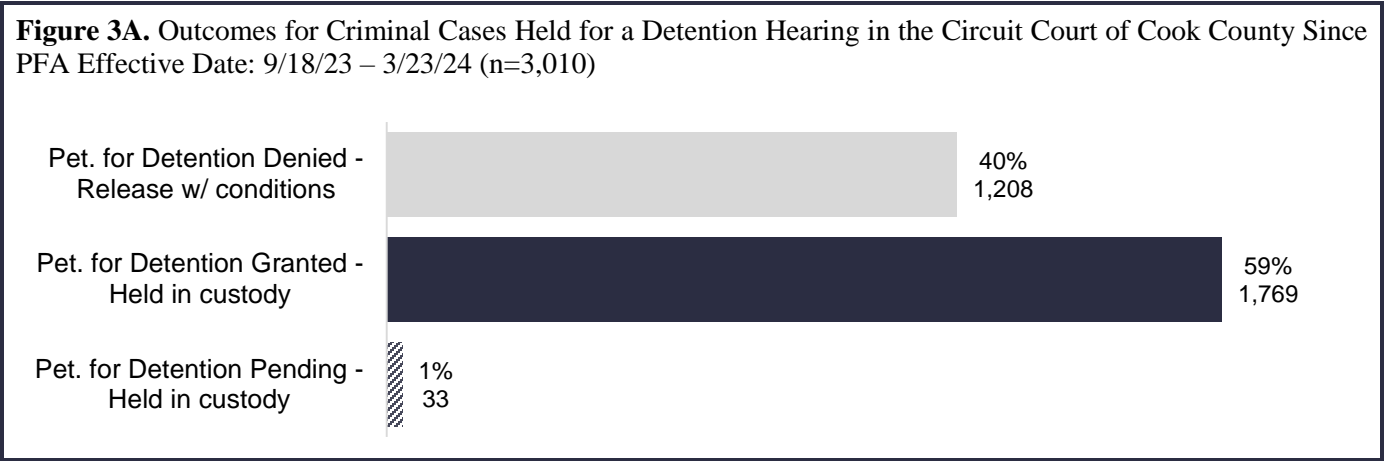 Figure 3A. Outcomes for Criminal Cases Held for a Detention Hearing in the Circuit Court of Cook County Since
PFA Effective Date: 9/18/23 – 3/23/24 (n=3,010)
Pet. for Detention Denied -
Release w/ conditions
40%
1,208
Pet. for Detention Granted -
Held in custody
59%
1,769
Pet. for Detention Pending -
Held in custody
1%
33